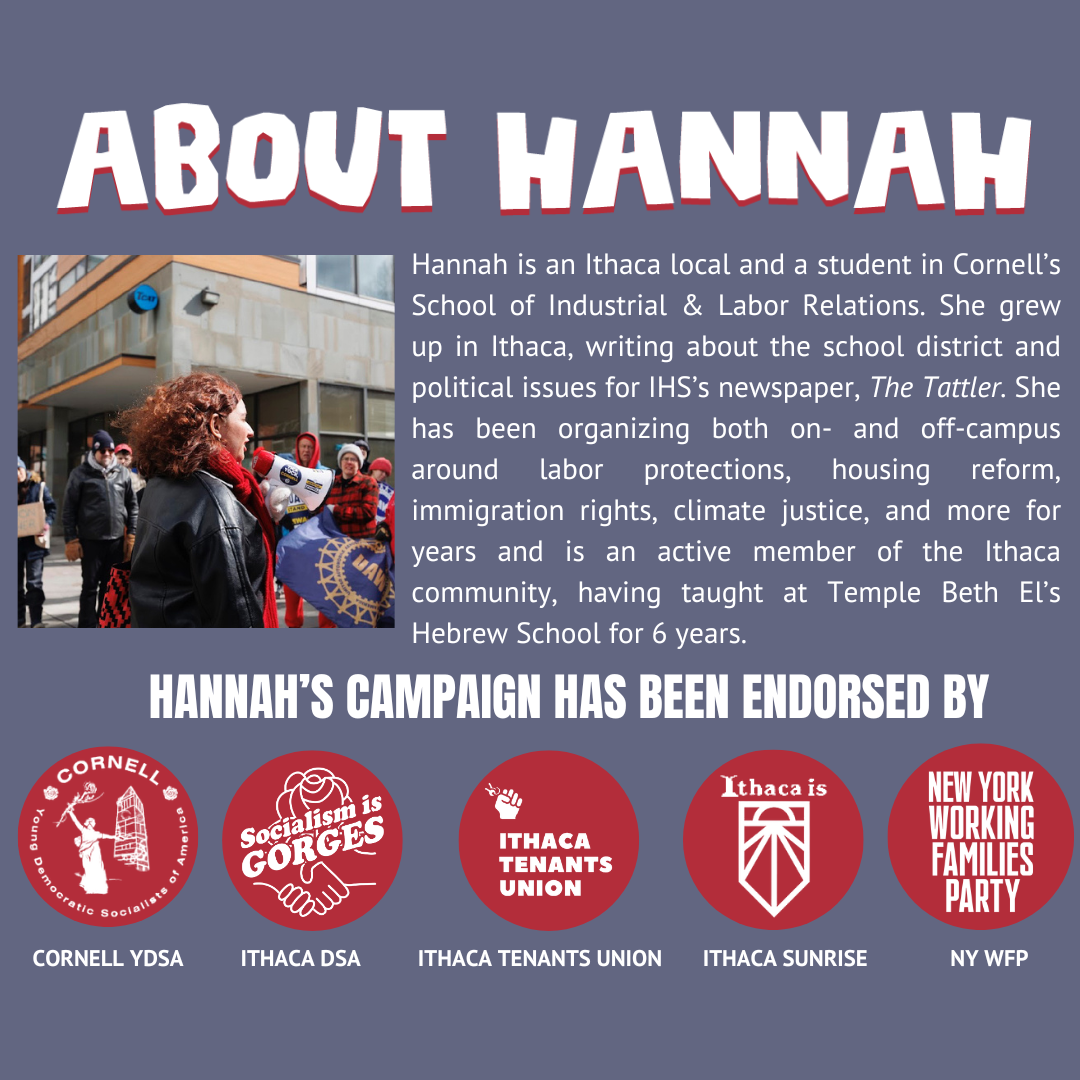 ABOUT HANNAH
Hannah is an Ithaca local and a student in Cornell’s
School of Industrial & Labor Relations. She grew
up in Ithaca, writing about the school district and
political issues for IHS’s newspaper, The Tattler. She
has been organizing both on- and off-campus
around labor protections, housing reform,
immigration rights, climate justice, and more for
years and is an active member of the Ithaca
community, having taught at Temple Beth El’s
Hebrew School for 6 years.
HANNAH’S CAMPAIGN HAS BEEN ENDORSED BY
CORNELL
Young Democratic Socialists of America
Socialism is
GORGES
ITHACA
TENANTS
UNION
Ithaca is
NEW YORK
WORKING
FAMILIES
PARTY
CORNELL YDSA
ITHACA DSA
ITHACA TENANTS UNION
ITHACA SUNRISE
NY WFP
UAW